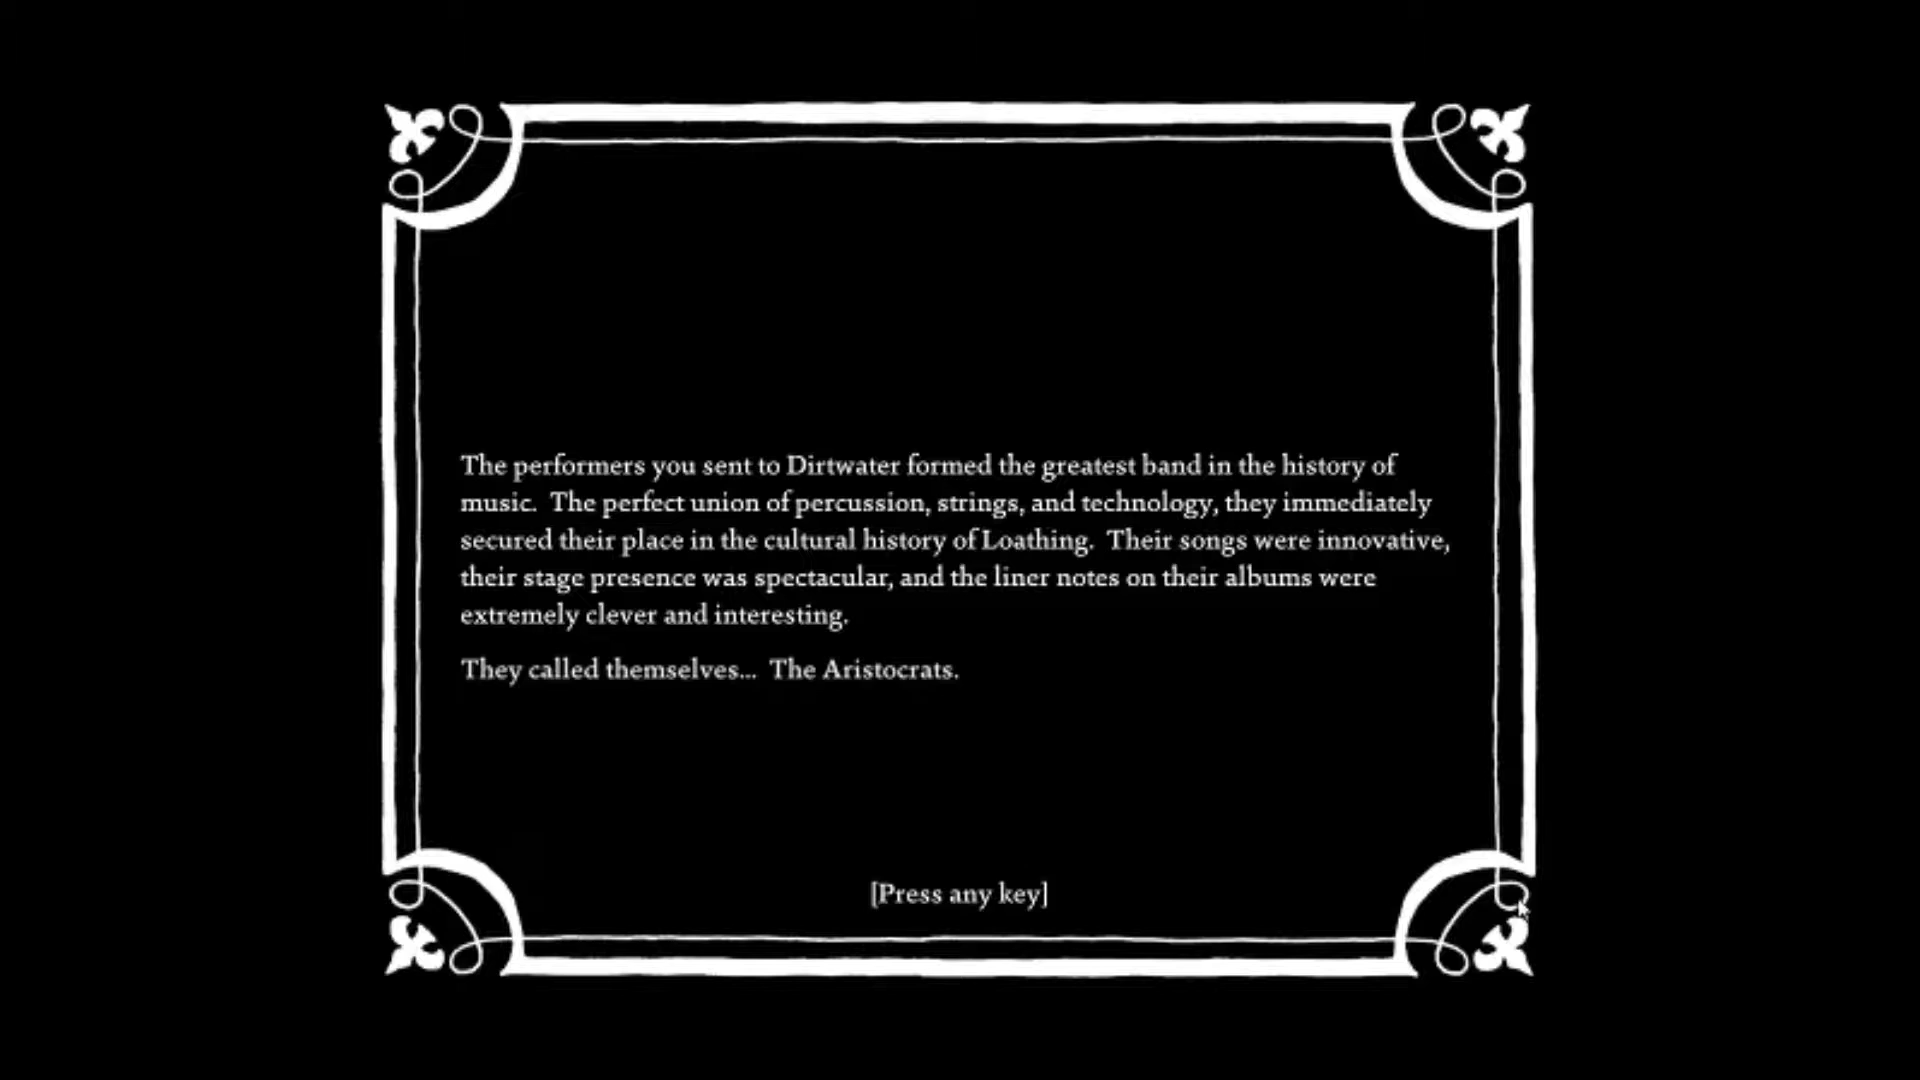 The performers you sent to Dirtwater formed the greatest band in the history of
music.  The perfect union of percussion, strings, and technology, they immediately
secured their place in the cultural history of Loathing.  Their songs were innovative,
their stage presence was spectacular, and the liner notes on their albums were
extremely clever and interesting.
They called themselves...  The Aristocrats.
[Press any key]